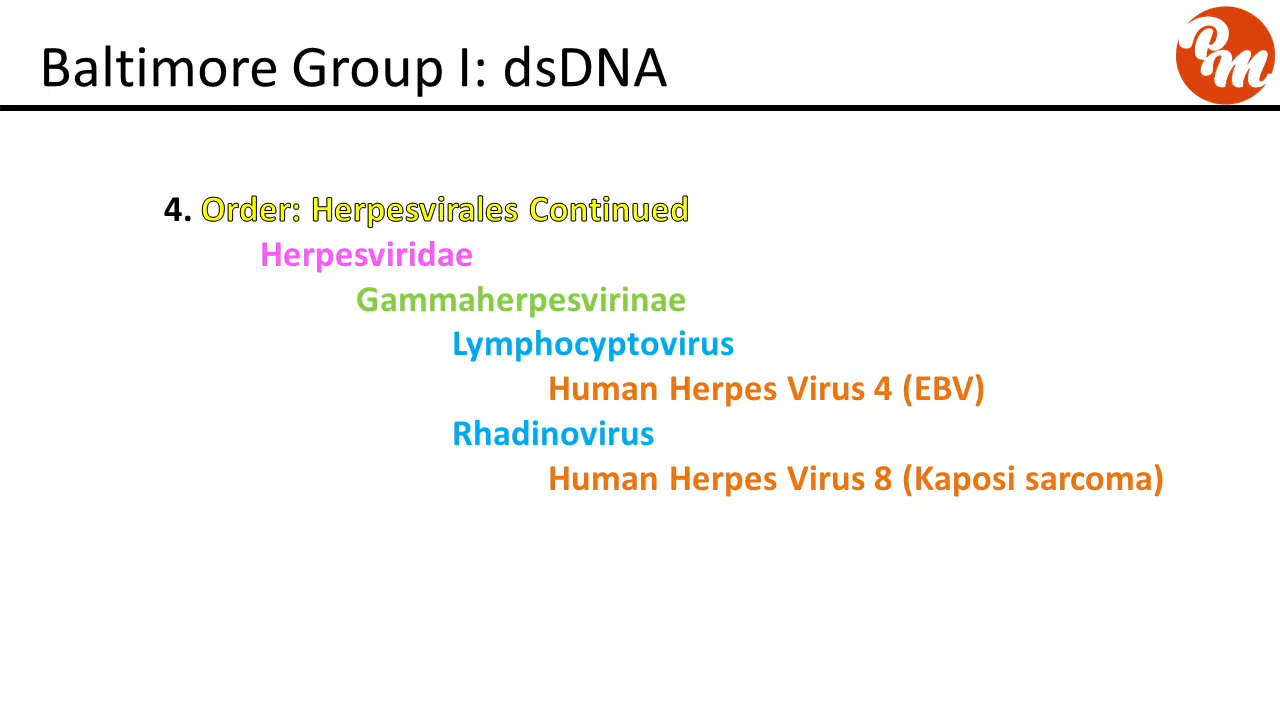 Baltimore Group I: dsDNA
PM
4. Order: Herpesvirales Continued
Herpesviridae
Gammaherpesvirinae
Lymphocyptovirus
Human Herpes Virus 4 (EBV)
Rhadinovirus
Human Herpes Virus 8 (Kaposi sarcoma)